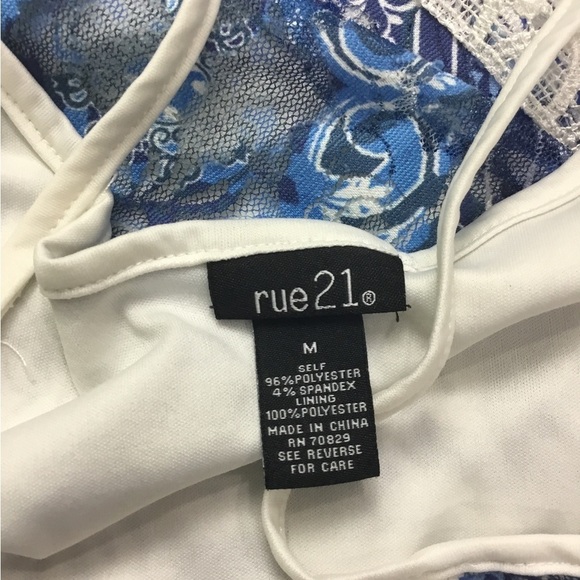 rue21®
M
SELF
96%POLYESTER
4% SPANDEX
LINING
100%POLYESTER
MADE IN CHINA
RN 70829
SEE REVERSE
FOR CARE